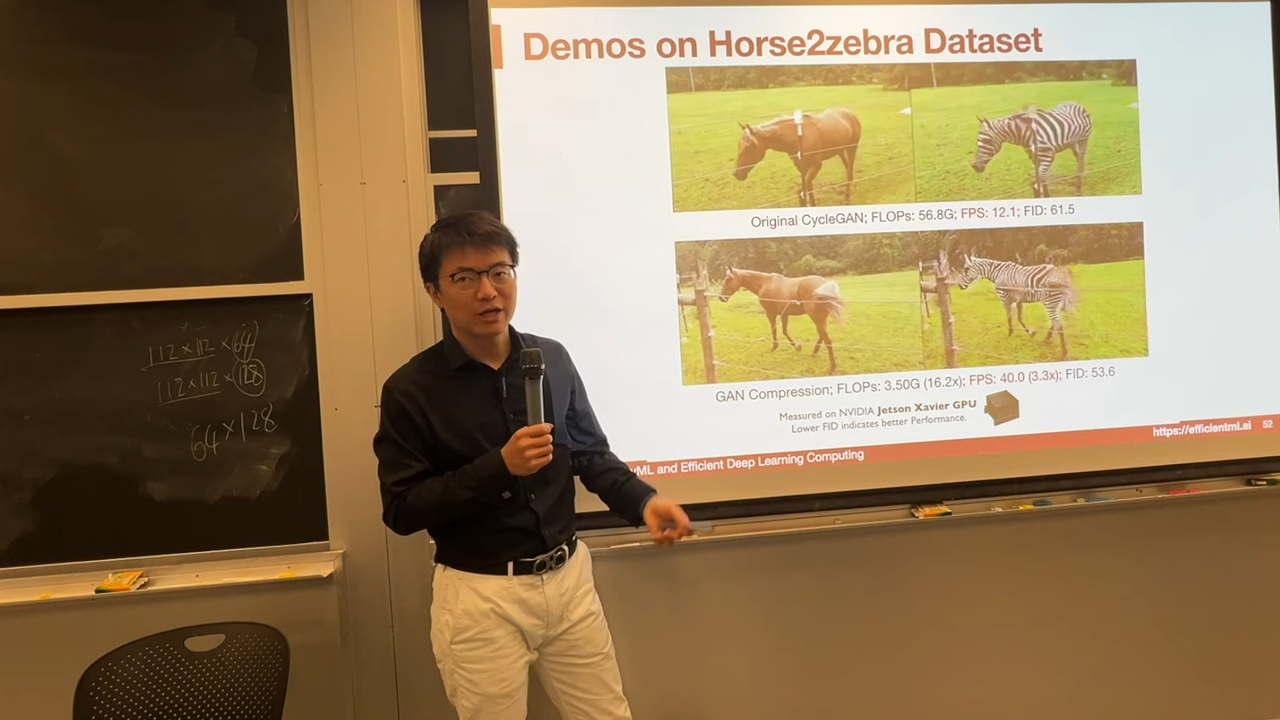 Demos on Horse2zebra Dataset
Original CycleGAN; FLOPs: 56.8G; FPS: 12.1; FID: 61.5
GAN Compression; FLOPs: 3.50G (16.2x); FPS: 40.0 (3.3x); FID: 53.6
Measured on NVIDIA Jetson Xavier GPU
Lower FID indicates better Performance.
yML and Efficient Deep Learning Computing
https://efficientml.ai 52
112 × 112 × 64
112 × 112 × 128
64 × 128